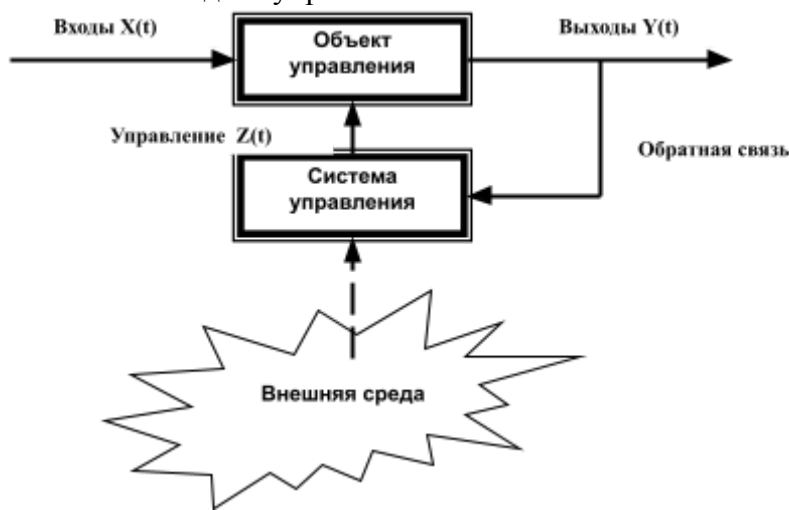 Входы X(t)
Объект
управления
Выходы Y(t)
Управление Z(t)
Обратная связь
Система
управления
Внешняя среда